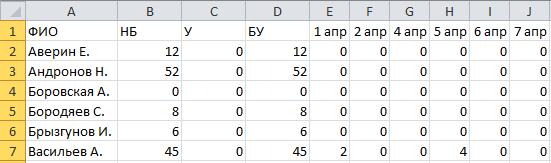 A B C D E F G H I J
1 ФИО НБ У БУ 1 апр 2 апр 4 апр 5 апр 6 апр 7 апр
2 Аверин Е. 12 0 12 0 0 0 0 0 0
3 Андронов Н. 52 0 52 0 0 0 0 0 0
4 Боровская А. 0 0 0 0 0 0 0 0 0
5 Бородяев С. 8 0 8 0 0 0 0 0 0
6 Брызгунов И. 6 0 6 0 0 0 0 0 0
7 Васильев А. 45 0 45 2 0 0 4 0 0